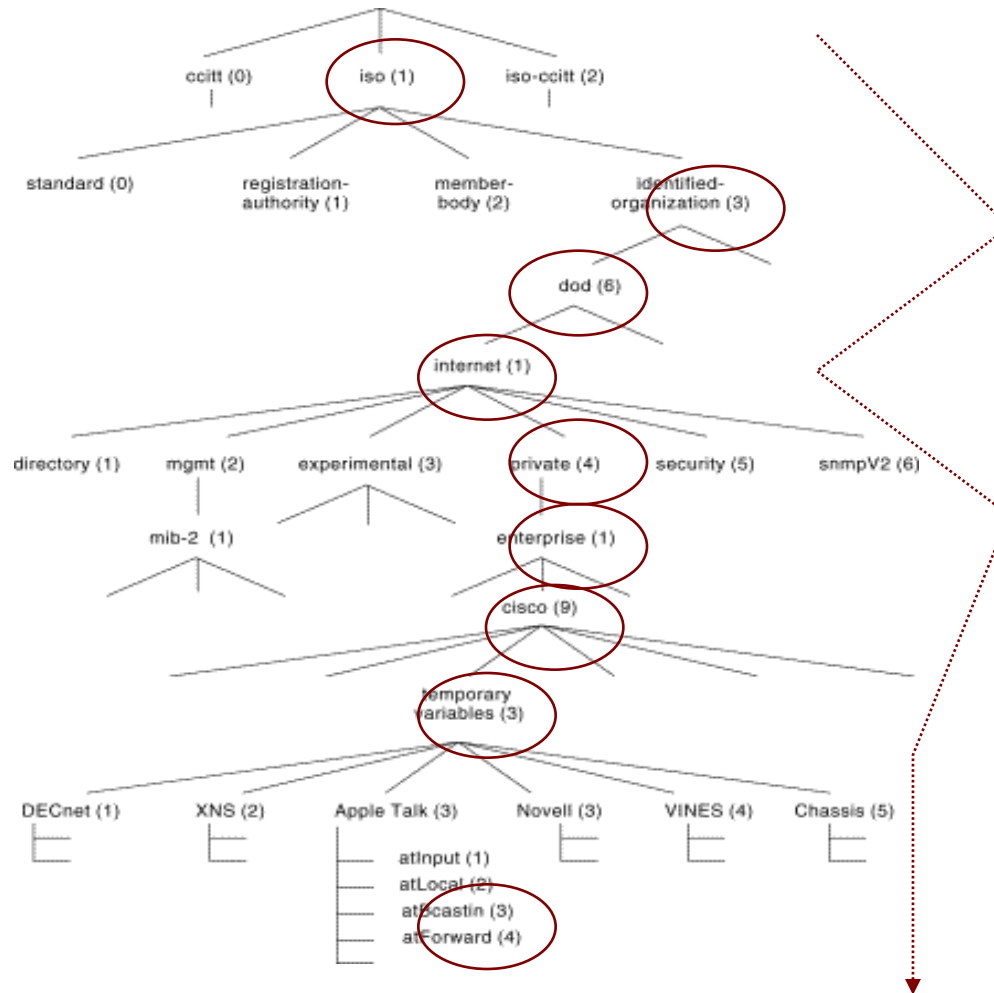 ccitt (0)
iso (1)
iso-ccitt (2)
standard (0)
registration-
authority (1)
member-
body (2)
identified-
organization (3)
dod (6)
internet (1)
directory (1)
mgmt (2)
experimental (3)
private (4)
security (5)
snmpV2 (6)
mib-2 (1)
enterprise (1)
cisco (9)
temporary
variables (3)
DECnet (1)
XNS (2)
Apple Talk (3)
Novell (3)
VINES (4)
Chassis (5)
atInput (1)
atLocal (2)
atBcastin (3)
atForward (4)